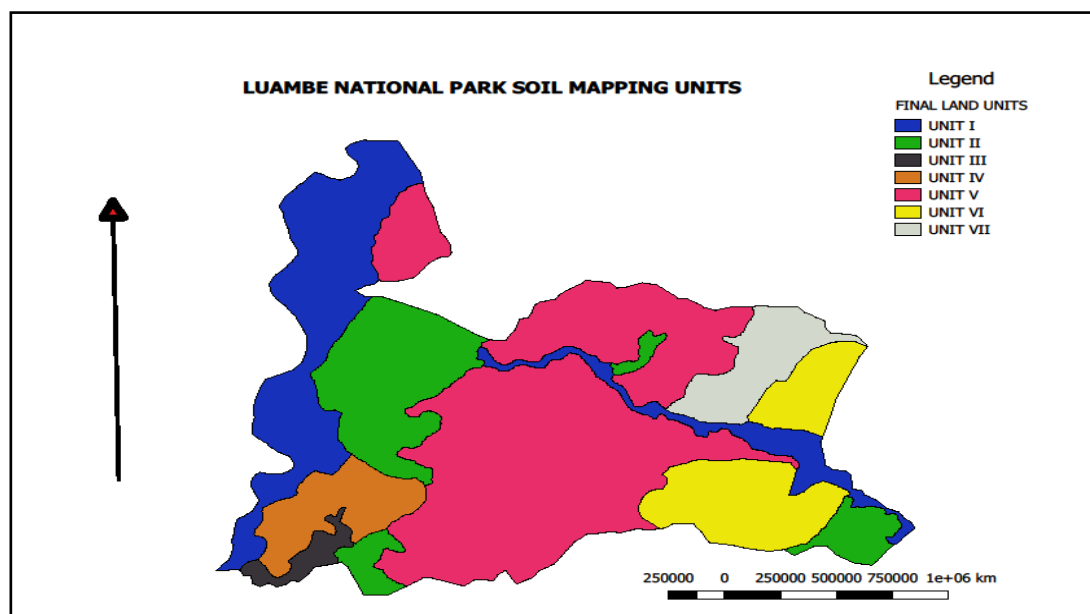 LUAMBE NATIONAL PARK SOIL MAPPING UNITS
Legend
FINAL LAND UNITS
UNIT I
UNIT II
UNIT III
UNIT IV
UNIT V
UNIT VI
UNIT VII
250000 0 250000 500000 750000 1e+06 km